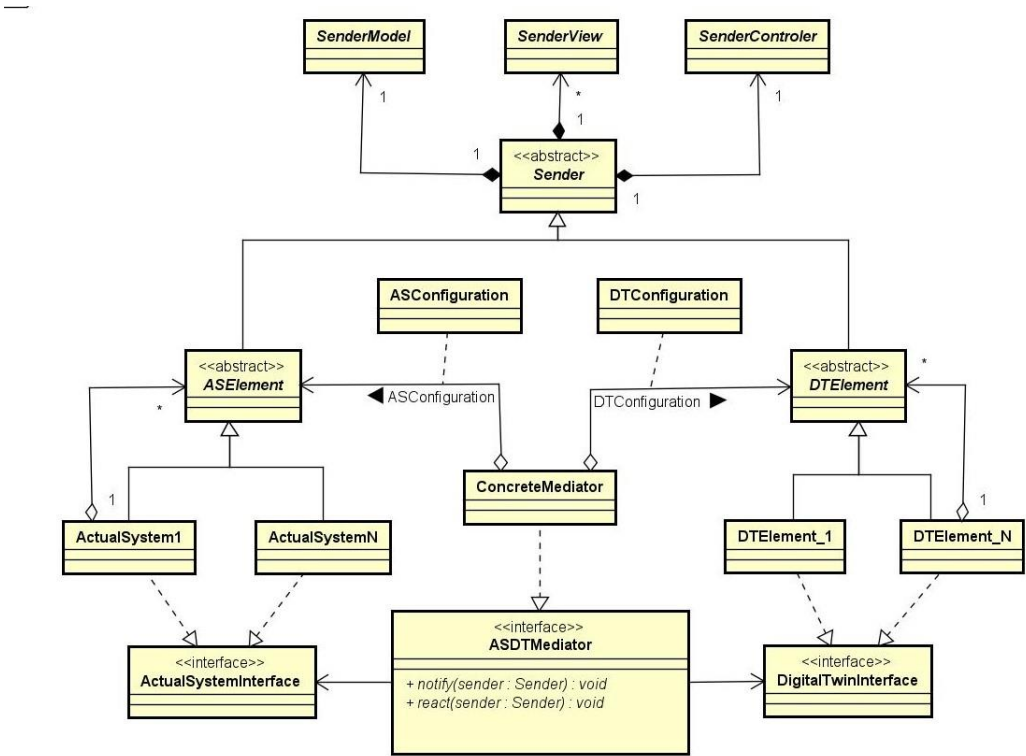 SenderModel
SenderView
SenderControler
1
*
1
1
1
<<abstract>>
Sender
1
ASConfiguration
DTConfiguration
<<abstract>>
ASElement
<<abstract>>
DTElement
*
*
ASConfiguration
DTConfiguration
ConcreteMediator
1
1
ActualSystem1
ActualSystemN
DTElement_1
DTElement_N
<<interface>>
ActualSystemInterface
<<interface>>
ASDTMediator
+ notify(sender : Sender) : void
+ react(sender : Sender) : void
<<interface>>
DigitalTwinInterface